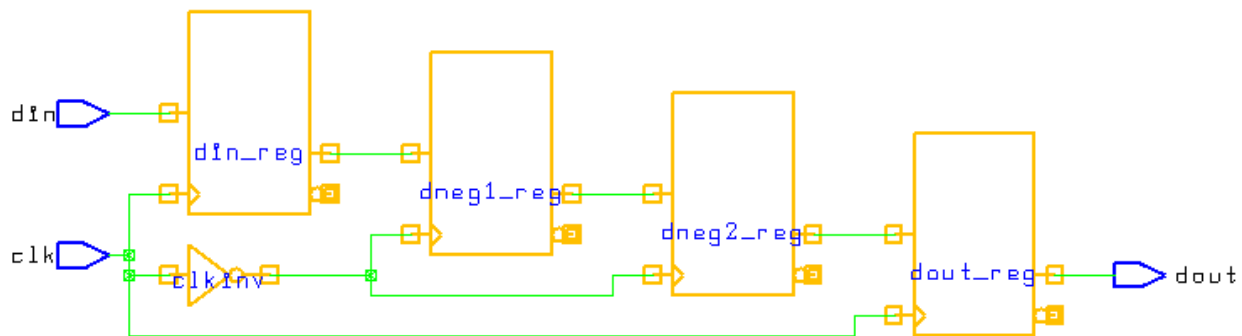 din
din_reg
dneg1_reg
dneg2_reg
clk
clkinv
dout_reg
dout